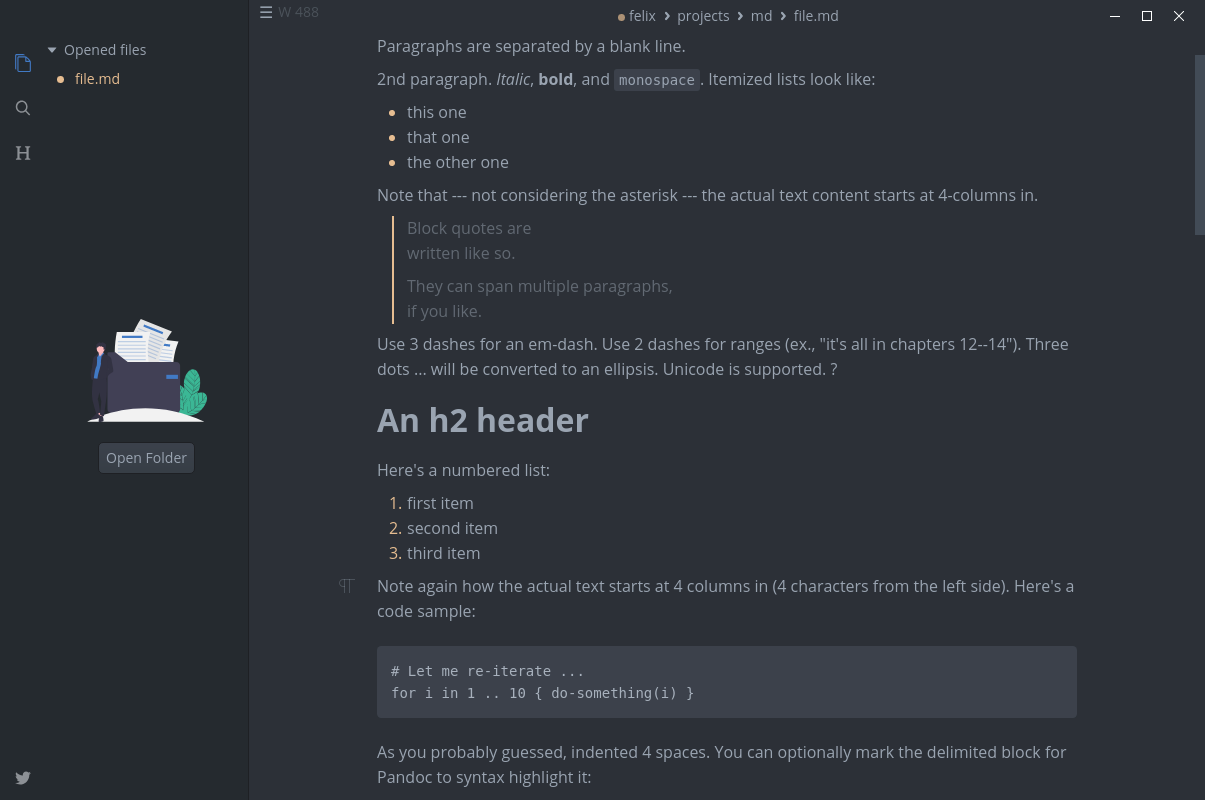 W 488
felix projects md file.md
Opened files
file.md
H
Open Folder
Paragraphs are separated by a blank line.
2nd paragraph. Italic, bold, and monospace. Itemized lists look like:
this one
that one
the other one
Note that --- not considering the asterisk --- the actual text content starts at 4-columns in.
Block quotes are
written like so.
They can span multiple paragraphs,
if you like.
Use 3 dashes for an em-dash. Use 2 dashes for ranges (ex., "it's all in chapters 12--14"). Three
dots ... will be converted to an ellipsis. Unicode is supported. ?
An h2 header
Here's a numbered list:
1. first item
2. second item
3. third item
¶ Note again how the actual text starts at 4 columns in (4 characters from the left side). Here's a
code sample:
# Let me re-iterate ...
for i in 1 .. 10 { do-something(i) }
As you probably guessed, indented 4 spaces. You can optionally mark the delimited block for
Pandoc to syntax highlight it: